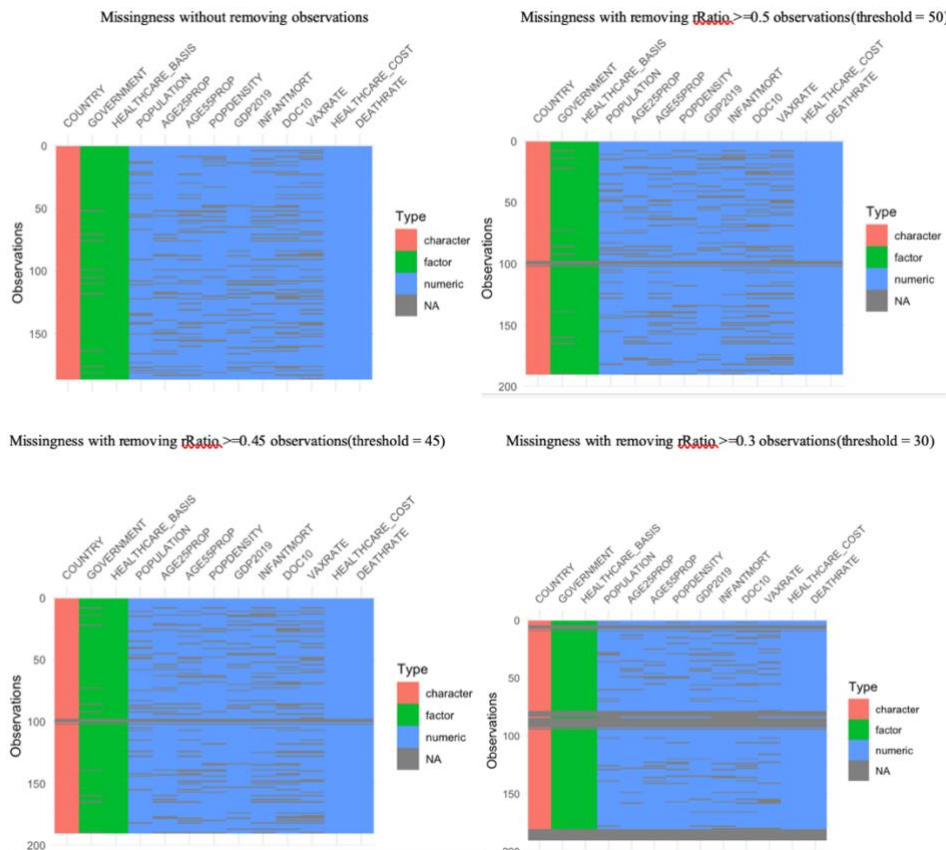 Missingness without removing observations
COUNTRY
GOVERNMENT
HEALTHCARE_BASIS
POPULATION
AGE25PROP
AGE55PROP
POPDENSITY
GDP2019
INFANTMORT
DOC10
VAXRATE
HEALTHCARE_COST
DEATHRATE
0
50
100
150
Observations
Type
character
factor
numeric
NA
Missingness with removing rRatio >=0.5 observations(threshold = 50)
COUNTRY
GOVERNMENT
HEALTHCARE_BASIS
POPULATION
AGE25PROP
AGE55PROP
POPDENSITY
GDP2019
INFANTMORT
DOC10
VAXRATE
HEALTHCARE_COST
DEATHRATE
0
50
100
150
200
Observations
Type
character
factor
numeric
NA
Missingness with removing rRatio >=0.45 observations(threshold = 45)
COUNTRY
GOVERNMENT
HEALTHCARE_BASIS
POPULATION
AGE25PROP
AGE55PROP
POPDENSITY
GDP2019
INFANTMORT
DOC10
VAXRATE
HEALTHCARE_COST
DEATHRATE
0
50
100
150
200
Observations
Type
character
factor
numeric
NA
Missingness with removing rRatio >=0.3 observations(threshold = 30)
COUNTRY
GOVERNMENT
HEALTHCARE_BASIS
POPULATION
AGE25PROP
AGE55PROP
POPDENSITY
GDP2019
INFANTMORT
DOC10
VAXRATE
HEALTHCARE_COST
DEATHRATE
0
50
100
150
200
Observations
Type
character
factor
numeric
NA